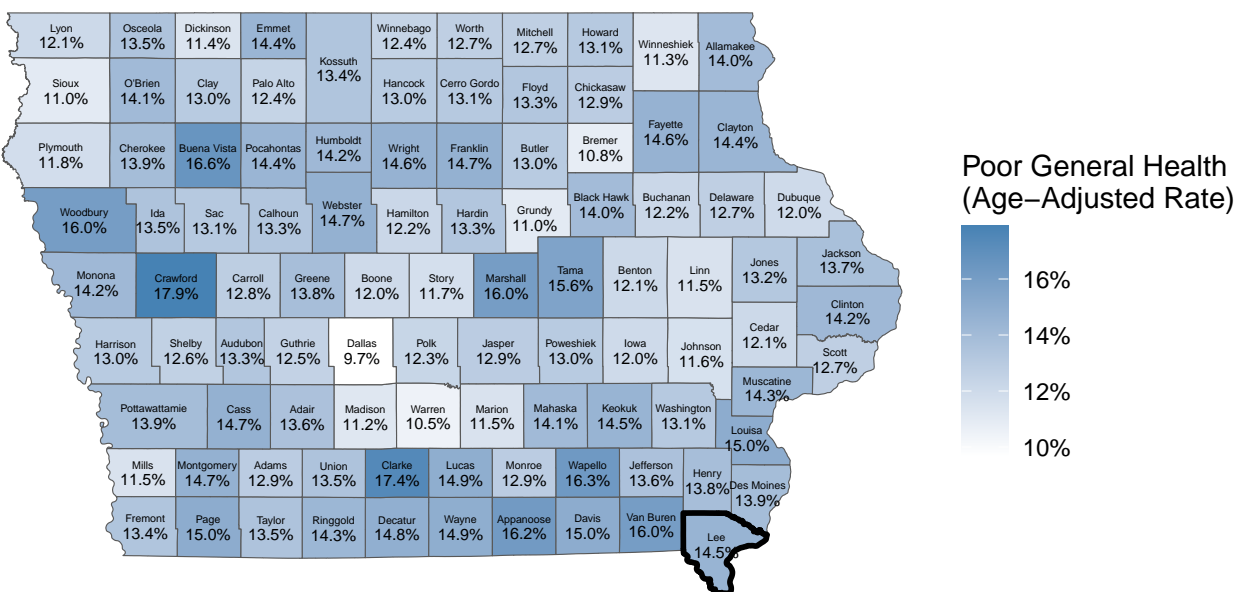 Lyon
12.1%
Osceola
13.5%
Dickinson
11.4%
Emmet
14.4%
Kossuth
13.4%
Winnebago
12.4%
Worth
12.7%
Mitchell
12.7%
Howard
13.1%
Winneshiek
11.3%
Allamakee
14.0%
Sioux
11.0%
O'Brien
14.1%
Clay
13.0%
Palo Alto
12.4%
Hancock
13.0%
Cerro Gordo
13.1%
Floyd
13.3%
Chickasaw
12.9%
Fayette
14.6%
Clayton
14.4%
Plymouth
11.8%
Cherokee
13.9%
Buena Vista
16.6%
Pocahontas
14.4%
Humboldt
14.2%
Wright
14.6%
Franklin
14.7%
Butler
13.0%
Bremer
10.8%
Woodbury
16.0%
Ida
13.5%
Sac
13.1%
Calhoun
13.3%
Webster
14.7%
Hamilton
12.2%
Hardin
13.3%
Grundy
11.0%
Black Hawk
14.0%
Buchanan
12.2%
Delaware
12.7%
Dubuque
12.0%
Monona
14.2%
Crawford
17.9%
Carroll
12.8%
Greene
13.8%
Boone
12.0%
Story
11.7%
Marshall
16.0%
Tama
15.6%
Benton
12.1%
Linn
11.5%
Jones
13.2%
Jackson
13.7%
Clinton
14.2%
Harrison
13.0%
Shelby
12.6%
Audubon
13.3%
Guthrie
12.5%
Dallas
9.7%
Polk
12.3%
Jasper
12.9%
Poweshiek
13.0%
Iowa
12.0%
Johnson
11.6%
Cedar
12.1%
Scott
12.7%
Muscatine
14.3%
Pottawattamie
13.9%
Cass
14.7%
Adair
13.6%
Madison
11.2%
Warren
10.5%
Marion
11.5%
Mahaska
14.1%
Keokuk
14.5%
Washington
13.1%
Louisa
15.0%
Mills
11.5%
Montgomery
14.7%
Adams
12.9%
Union
13.5%
Clarke
17.4%
Lucas
14.9%
Monroe
12.9%
Wapello
16.3%
Jefferson
13.6%
Henry
13.8%
Des Moines
13.9%
Fremont
13.4%
Page
15.0%
Taylor
13.5%
Ringgold
14.3%
Decatur
14.8%
Wayne
14.9%
Appanoose
16.2%
Davis
15.0%
Van Buren
16.0%
Lee
14.5%
Poor General Health
(Age−Adjusted Rate)
16%
14%
12%
10%